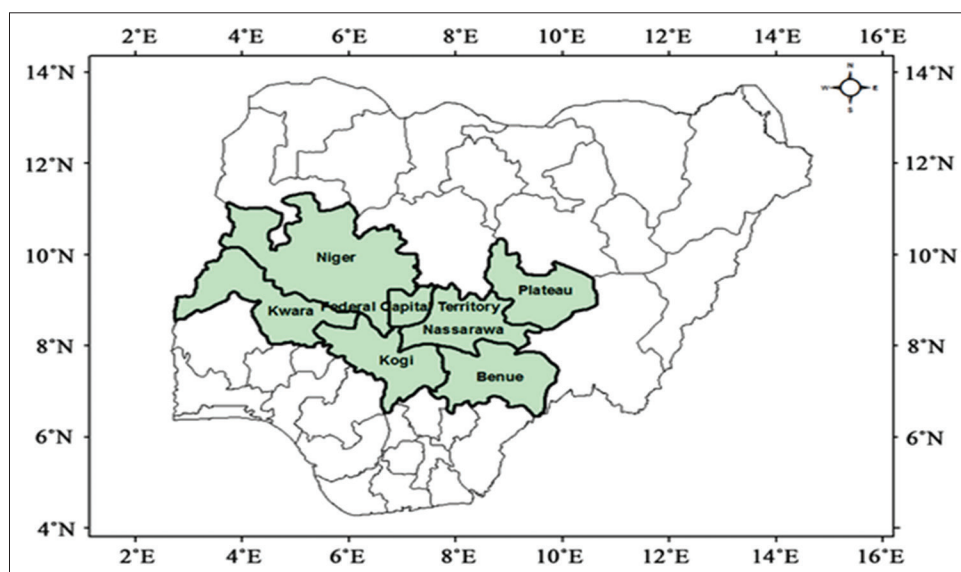 2°E 4°E 6°E 8°E 10°E 12°E 14°E 16°E
14°N 14°N
N
W E
S
12°N 12°N
10°N 10°N
Niger
Plateau
Kwara Federal Capital Territory
Nassarawa
8°N 8°N
Kogi
Benue
6°N 6°N
4°N
2°E 4°E 6°E 8°E 10°E 12°E 14°E 16°E